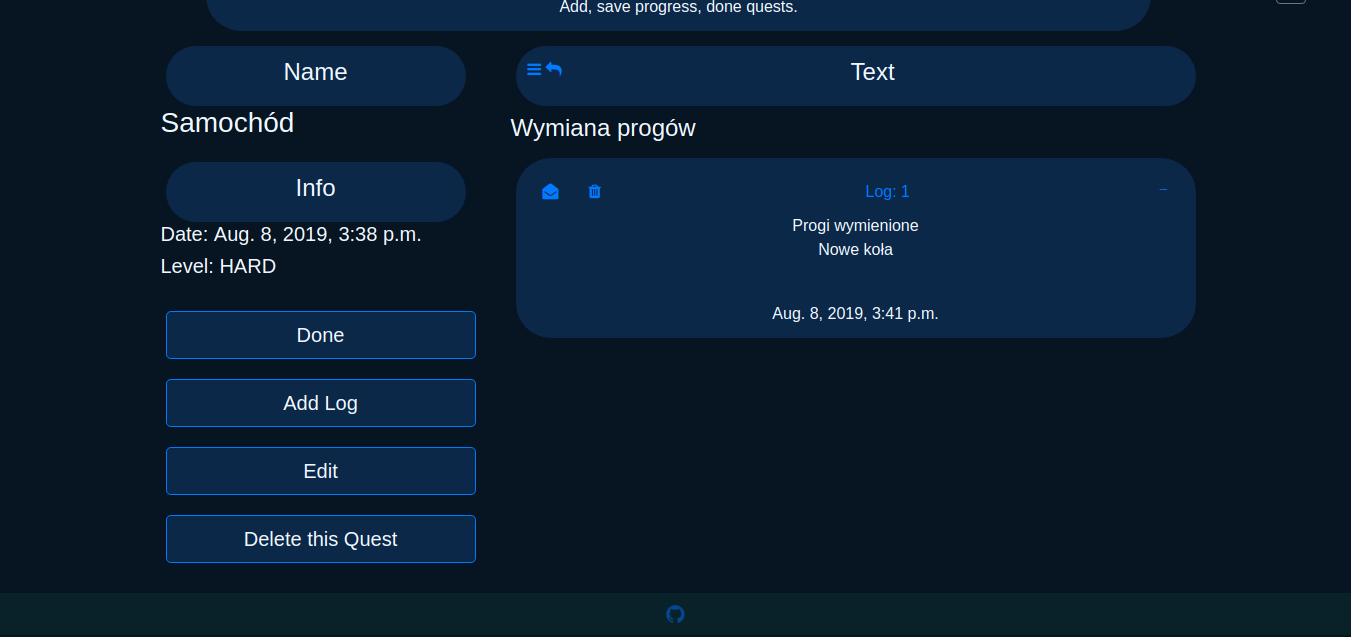 Add, save progress, done quests.
Name
Samochód
Info
Date: Aug. 8, 2019, 3:38 p.m.
Level: HARD
Done
Add Log
Edit
Delete this Quest
Text
Wymiana progów
Log: 1
Progi wymienione
Nowe koła
Aug. 8, 2019, 3:41 p.m.